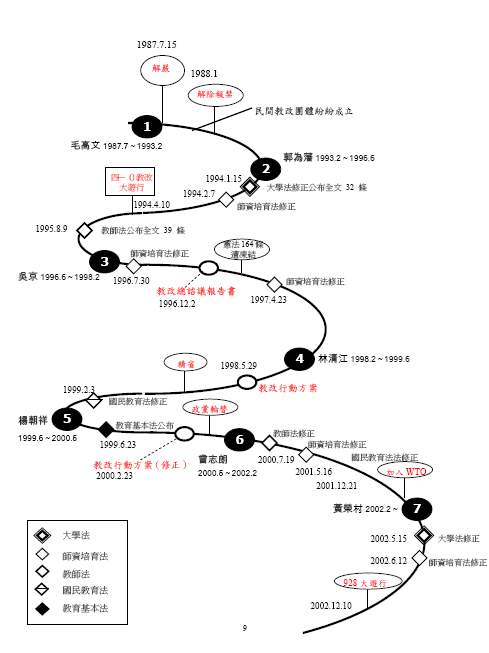 1987.7.15
解嚴
1988.1
解除報禁
民間教改團體紛紛成立
1
毛高文 1987.7 ~ 1993.2
郭為藩 1993.2 ~ 1996.6
2
四一０教改
大遊行
1994.1.15
大學法修正公布全文 32 條
1994.2.7
師資培育法修正
1994.4.10
1995.8.9
教師法公布全文 39 條
憲法 164 條
遭凍結
師資培育法修正
3
吳京 1996.6 ~ 1998.2
1996.7.30
師資培育法修正
教改總諮議報告書
1996.12.2
1997.4.23
4
林清江 1998.2 ~ 1999.6
精省
1998.5.29
教改行動方案
1999.2.3
國民教育法修正
政黨輪替
楊朝祥
5
1999.6 ~ 2000.6
教育基本法公布
1999.6.23
6
教師法修正
師資培育法修正
教改行動方案（修正）
2000.2.23
曾志朗
2000.5 ~ 2002.2
2000.7.19
國民教育法法修正
2001.5.16
加入 WTO
2001.12.21
黃榮村 2002.2 ~
7
2002.5.15
大學法修正
2002.6.12
師資培育法修正
928 大遊行
2002.12.10
大學法
師資培育法
教師法
國民教育法
教育基本法
9